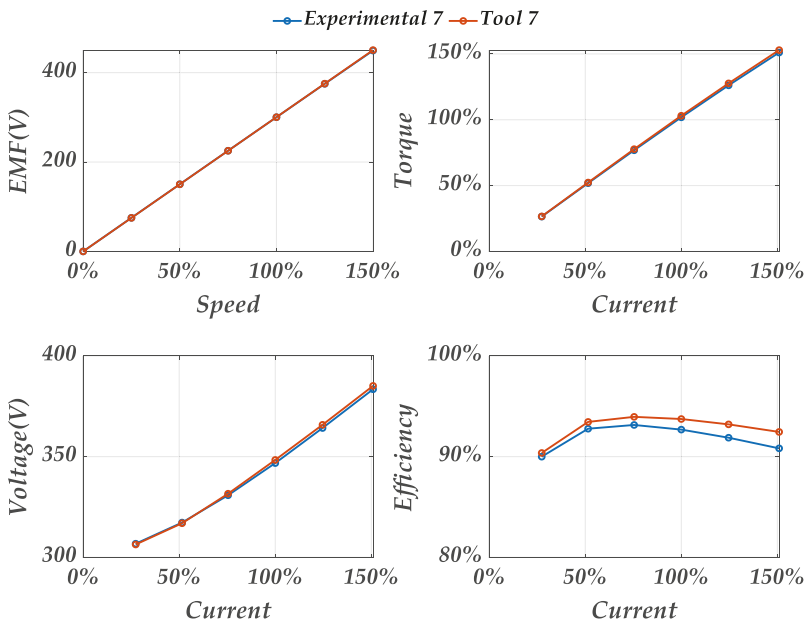 Experimental 7 Tool 7
400
200
0
EMF(V)
0% 50% 100% 150%
Speed
150%
100%
50%
0%
Torque
0% 50% 100% 150%
Current
400
350
300
Voltage(V)
0% 50% 100% 150%
Current
100%
90%
80%
Efficiency
0% 50% 100% 150%
Current